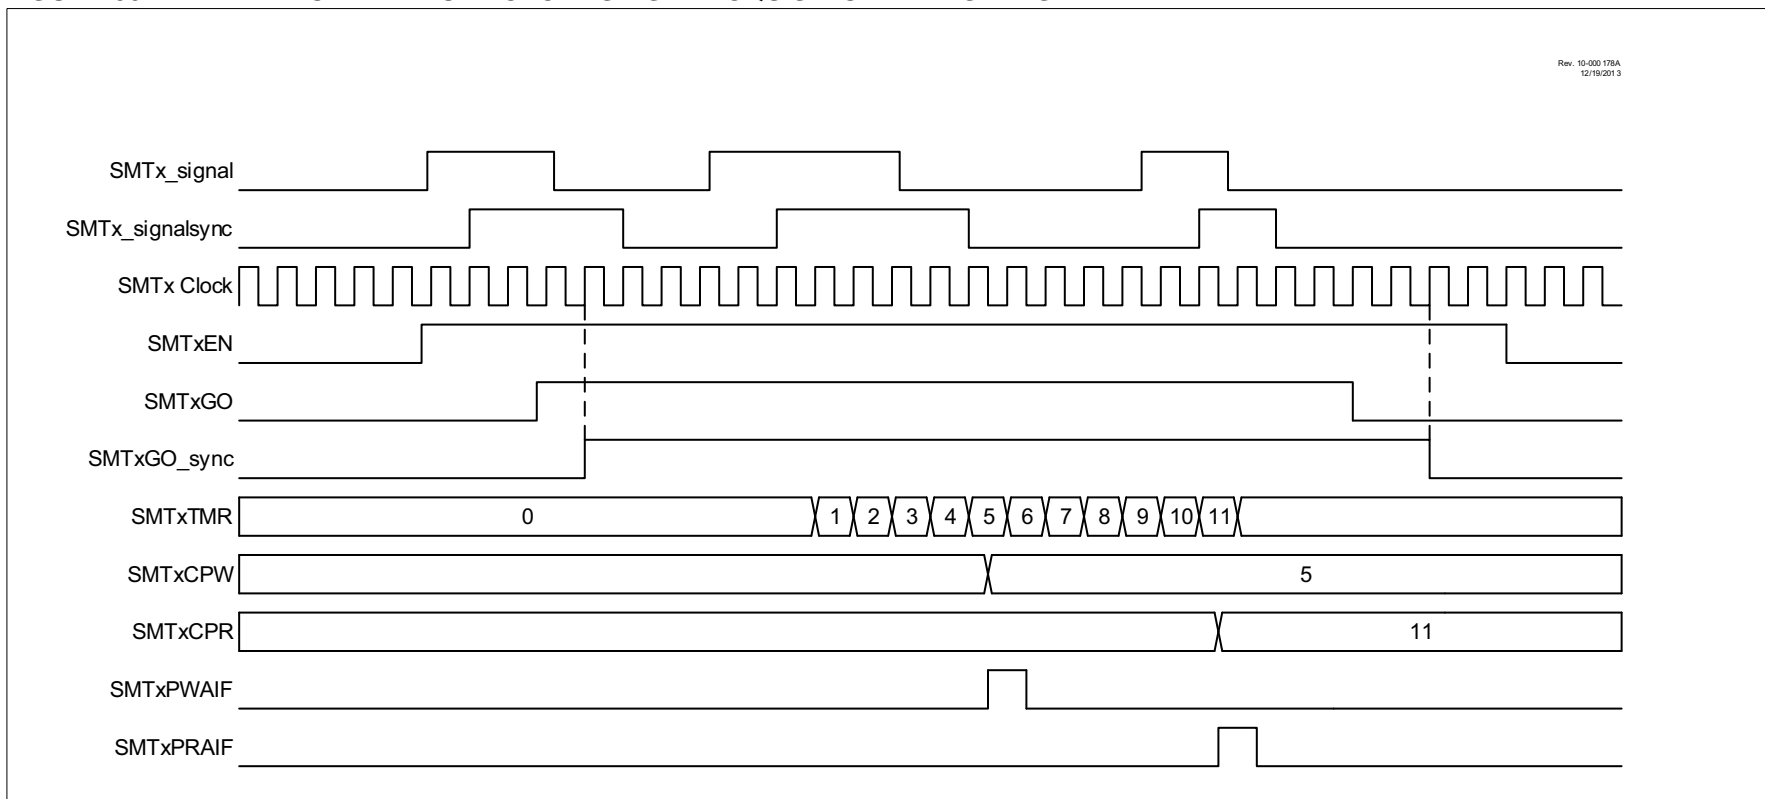 Rev. 10-000 178A
12/19/201 3
SMTx_signal
SMTx_signalsync
SMTx Clock
SMTxEN
SMTxGO
SMTxGO_sync
SMTxTMR 0 1 2 3 4 5 6 7 8 9 10 11
SMTxCPW 5
SMTxCPR 11
SMTxPWAIF
SMTxPRAIF